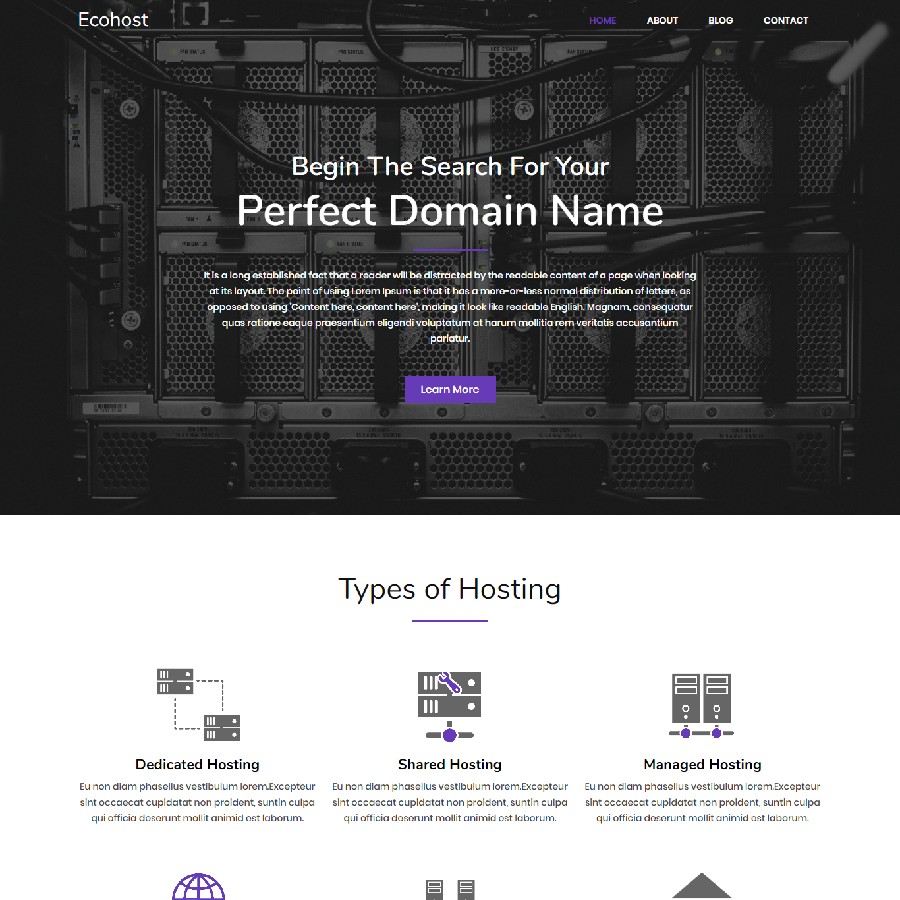 Ecohost
HOME ABOUT BLOG CONTACT
Begin The Search For Your
Perfect Domain Name
It is a long established fact that a reader will be distracted by the readable content of a page when looking
at its layout. The point of using Lorem Ipsum is that it has a more-or-less normal distribution of letters, as
opposed to using 'Content here, content here', making it look like readable English. Magnam, consequatur
quas ratione eaque praesentium eligendi voluptatum at harum mollitia rem veritatis accusantium
pariatur.
Learn More
Types of Hosting
Dedicated Hosting
Eu non diam phasellus vestibulum lorem.Excepteur
sint occaecat cupidatat non proident, suntin culpa
qui officia deserunt mollit animid est laborum.
Shared Hosting
Eu non diam phasellus vestibulum lorem.Excepteur
sint occaecat cupidatat non proident, suntin culpa
qui officia deserunt mollit animid est laborum.
Managed Hosting
Eu non diam phasellus vestibulum lorem.Excepteur
sint occaecat cupidatat non proident, suntin culpa
qui officia deserunt mollit animid est laborum.